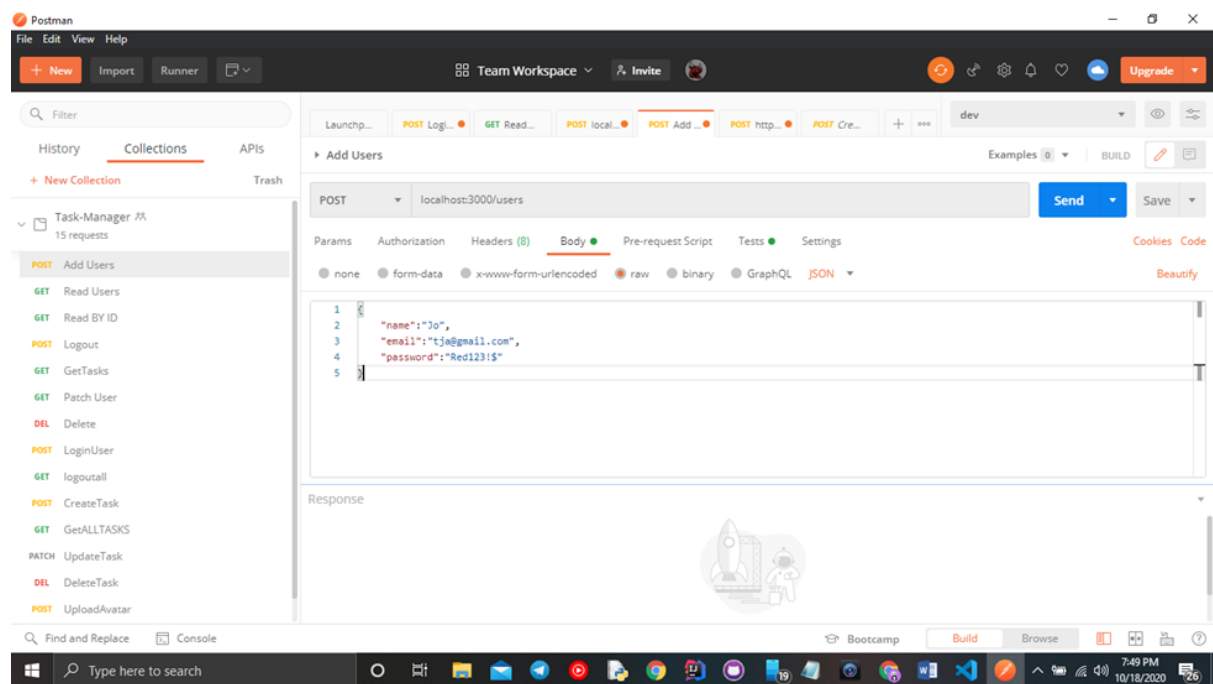 Postman
File Edit View Help
+ New Import Runner Team Workspace Invite Upgrade
Filter
History Collections APIs
+ New Collection Trash
Task-Manager
15 requests
POST Add Users
GET Read Users
GET Read BY ID
POST Logout
GET GetTasks
GET Patch User
DEL Delete
POST LoginUser
GET logoutall
POST CreateTask
GET GetALLTASKS
PATCH UpdateTask
DEL DeleteTask
POST UploadAvatar
Launchp... POST Logi... GET Read... POST local... POST Add ... POST http... POST Cre... + ... dev
Add Users Examples 0 BUILD
POST localhost:3000/users Send Save
Params Authorization Headers (8) Body Pre-request Script Tests Settings Cookies Code
none form-data x-www-form-urlencoded raw binary GraphQL JSON Beautify
1 {
2 "name":"Jo",
3 "email":"tja@gmail.com",
4 "password":"Red123!$"
5 }
Response
Find and Replace Console Bootcamp Build Browse
Type here to search 19 7:49 PM
10/18/2020 26